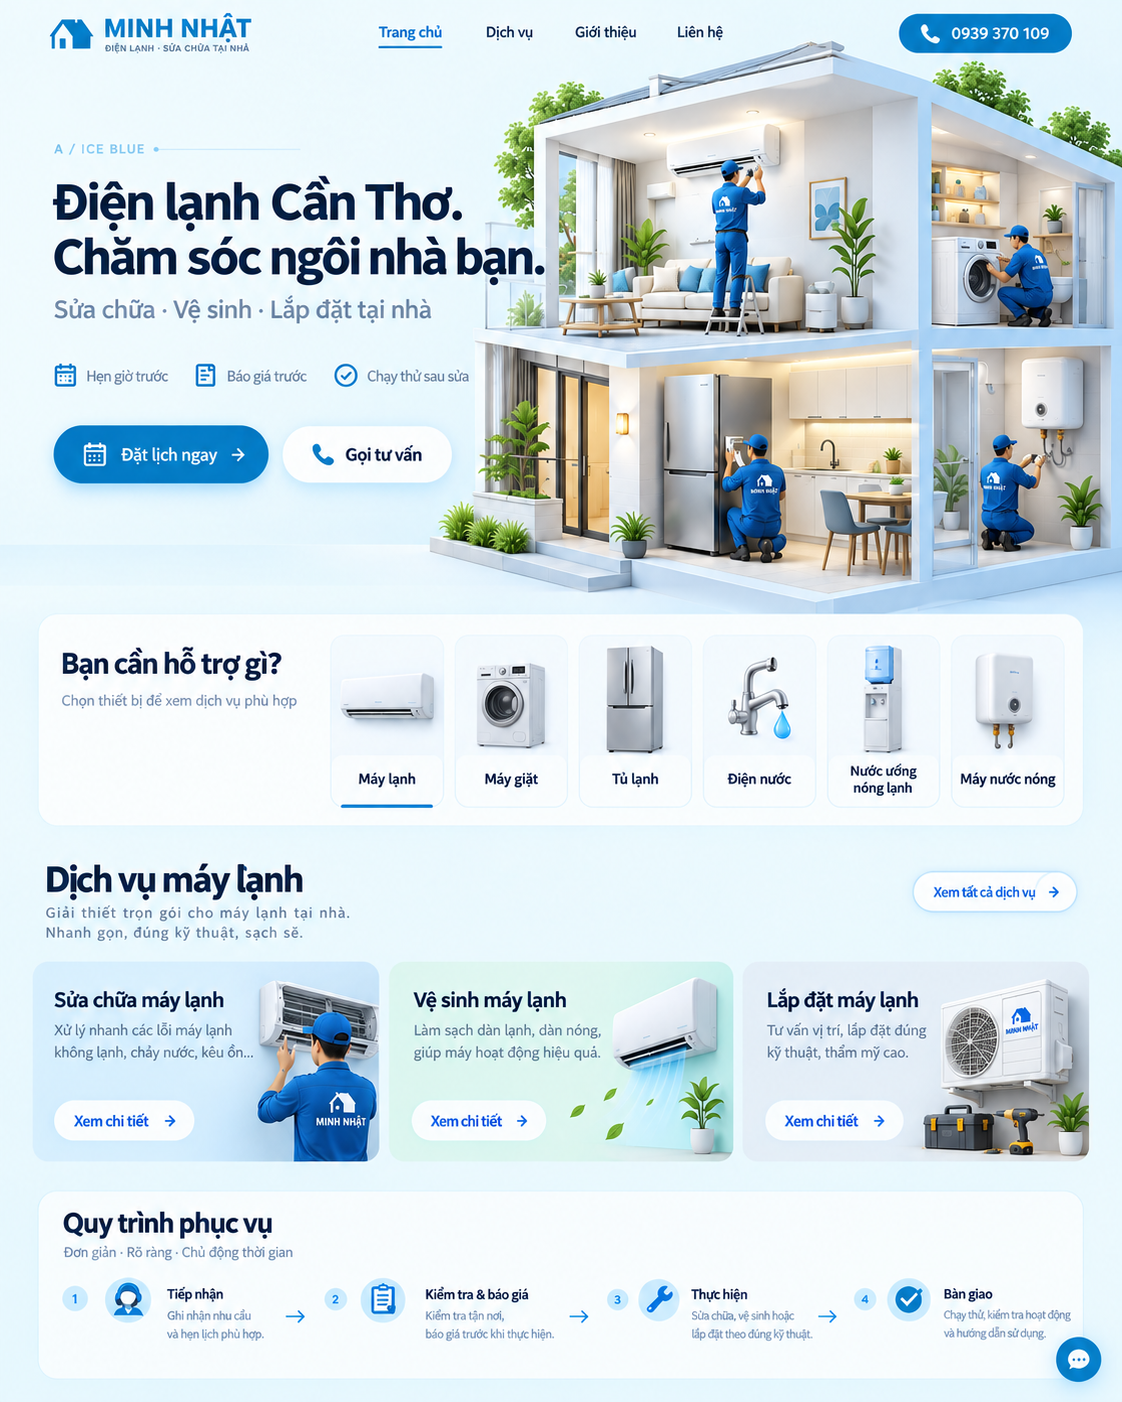 MINH NHẬT
ĐIỆN LẠNH · SỬA CHỮA TẠI NHÀ
Trang chủ
Dịch vụ
Giới thiệu
Liên hệ
0939 370 109
A / ICE BLUE
Điện lạnh Cần Thơ.
Chăm sóc ngôi nhà bạn.
Sửa chữa · Vệ sinh · Lắp đặt tại nhà
Hẹn giờ trước
Báo giá trước
Chạy thử sau sửa
Đặt lịch ngay
Gọi tư vấn
MINH NHẬT
MINH NHẬT
MINH NHẬT
Bạn cần hỗ trợ gì?
Chọn thiết bị để xem dịch vụ phù hợp
Máy lạnh
Máy giặt
Tủ lạnh
Điện nước
Nước uống
nóng lạnh
Máy nước nóng
Dịch vụ máy lạnh
Giải thiết trọn gói cho máy lạnh tại nhà.
Nhanh gọn, đúng kỹ thuật, sạch sẽ.
Xem tất cả dịch vụ
Sửa chữa máy lạnh
Xử lý nhanh các lỗi máy lạnh
không lạnh, chảy nước, kêu ồn...
Xem chi tiết
MINH NHẬT
Vệ sinh máy lạnh
Làm sạch dàn lạnh, dàn nóng,
giúp máy hoạt động hiệu quả.
Xem chi tiết
Lắp đặt máy lạnh
Tư vấn vị trí, lắp đặt đúng
kỹ thuật, thẩm mỹ cao.
Xem chi tiết
MINH NHẬT
Quy trình phục vụ
Đơn giản · Rõ ràng · Chủ động thời gian
1
Tiếp nhận
Ghi nhận nhu cầu
và hẹn lịch phù hợp.
2
Kiểm tra & báo giá
Kiểm tra tận nơi,
báo giá trước khi thực hiện.
3
Thực hiện
Sửa chữa, vệ sinh hoặc
lắp đặt theo đúng kỹ thuật.
4
Bàn giao
Chạy thử, kiểm tra hoạt động
và hướng dẫn sử dụng.